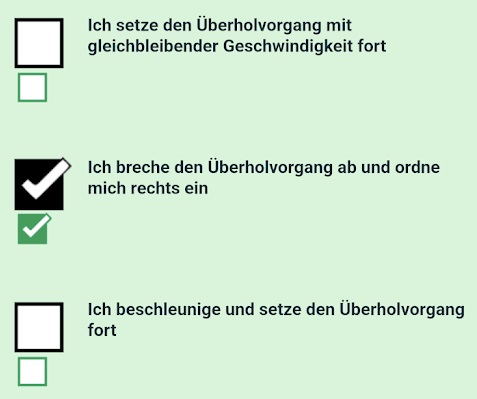 Ich setze den Überholvorgang mit
gleichbleibender Geschwindigkeit fort
Ich breche den Überholvorgang ab und ordne
mich rechts ein
Ich beschleunige und setze den Überholvorgang
fort